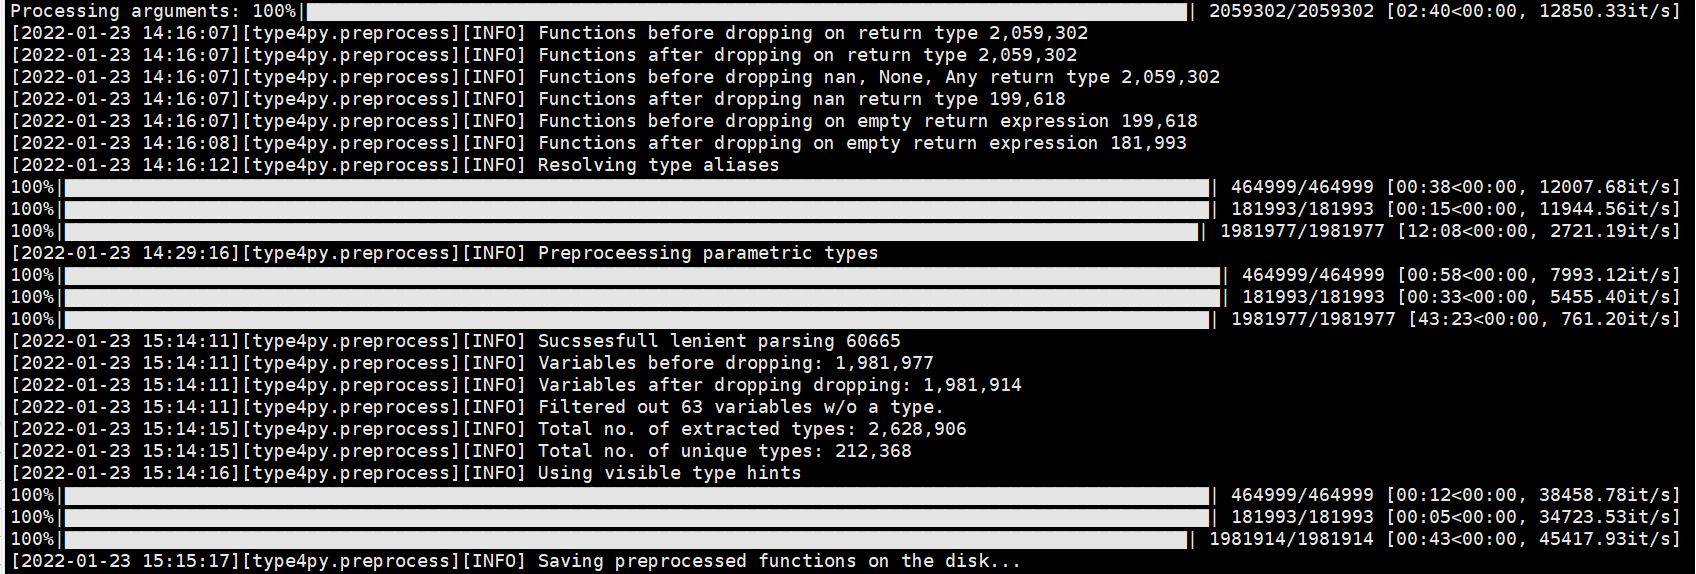 Processing arguments: 100%|██████████| 2059302/2059302 [02:40<00:00, 12850.33it/s]
[2022-01-23 14:16:07][type4py.preprocess][INFO] Functions before dropping on return type 2,059,302
[2022-01-23 14:16:07][type4py.preprocess][INFO] Functions after dropping on return type 2,059,302
[2022-01-23 14:16:07][type4py.preprocess][INFO] Functions before dropping nan, None, Any return type 2,059,302
[2022-01-23 14:16:07][type4py.preprocess][INFO] Functions after dropping nan return type 199,618
[2022-01-23 14:16:07][type4py.preprocess][INFO] Functions before dropping on empty return expression 199,618
[2022-01-23 14:16:08][type4py.preprocess][INFO] Functions after dropping on empty return expression 181,993
[2022-01-23 14:16:12][type4py.preprocess][INFO] Resolving type aliases
100%|██████████| 464999/464999 [00:38<00:00, 12007.68it/s]
100%|██████████| 181993/181993 [00:15<00:00, 11944.56it/s]
100%|██████████| 1981977/1981977 [12:08<00:00, 2721.19it/s]
[2022-01-23 14:29:16][type4py.preprocess][INFO] Preproceessing parametric types
100%|██████████| 464999/464999 [00:58<00:00, 7993.12it/s]
100%|██████████| 181993/181993 [00:33<00:00, 5455.40it/s]
100%|██████████| 1981977/1981977 [43:23<00:00, 761.20it/s]
[2022-01-23 15:14:11][type4py.preprocess][INFO] Sucssesfull lenient parsing 60665
[2022-01-23 15:14:11][type4py.preprocess][INFO] Variables before dropping: 1,981,977
[2022-01-23 15:14:11][type4py.preprocess][INFO] Variables after dropping dropping: 1,981,914
[2022-01-23 15:14:11][type4py.preprocess][INFO] Filtered out 63 variables w/o a type.
[2022-01-23 15:14:15][type4py.preprocess][INFO] Total no. of extracted types: 2,628,906
[2022-01-23 15:14:15][type4py.preprocess][INFO] Total no. of unique types: 212,368
[2022-01-23 15:14:16][type4py.preprocess][INFO] Using visible type hints
100%|██████████| 464999/464999 [00:12<00:00, 38458.78it/s]
100%|██████████| 181993/181993 [00:05<00:00, 34723.53it/s]
100%|██████████| 1981914/1981914 [00:43<00:00, 45417.93it/s]
[2022-01-23 15:15:17][type4py.preprocess][INFO] Saving preprocessed functions on the disk...